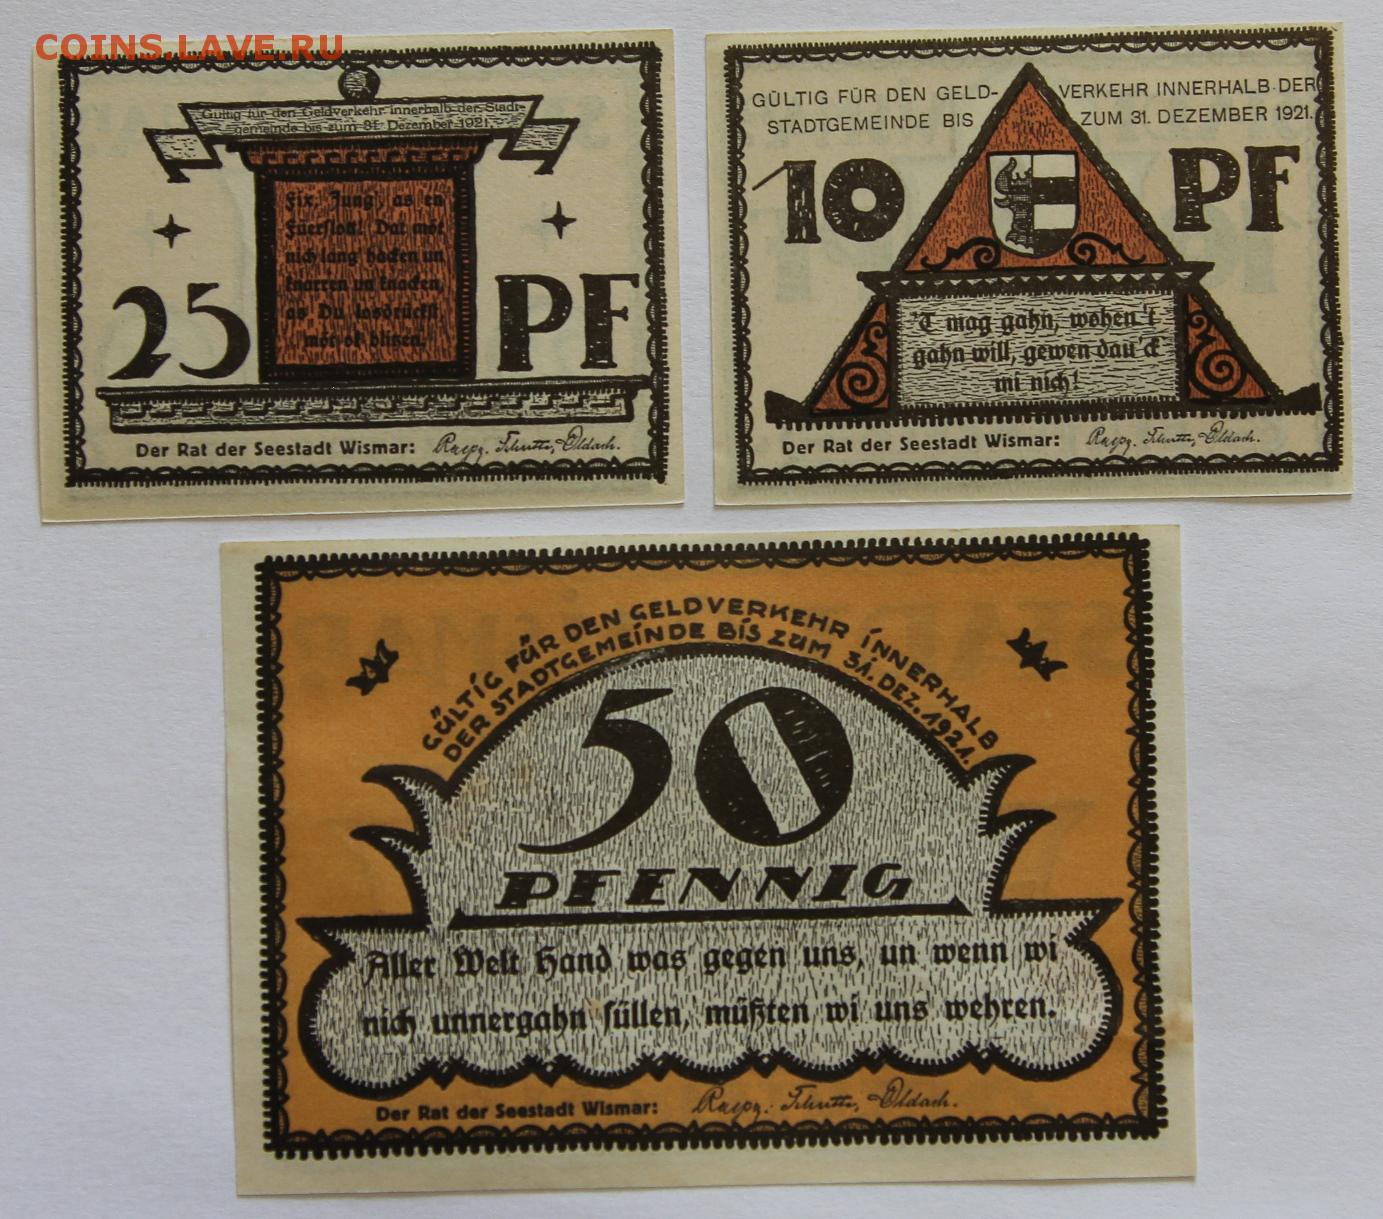 COINS.LAVE.RU
Gültig für den Geldverkehr innerhalb der Stadt-
gemeinde bis zum 31. Dezember 1921.
Fix, Jung, as en
Füerslott! Dat möt
nich lang hacken un
knarren un knacken,
as Du losdrückst
möt ok blitzen.
25 PF
Der Rat der Seestadt Wismar:
GÜLTIG FÜR DEN GELD- VERKEHR INNERHALB DER
STADTGEMEINDE BIS ZUM 31. DEZEMBER 1921.
10 PF
'T mag gahn, wohen 't
gahn will, gewen dau 'ck
mi nich!
Der Rat der Seestadt Wismar:
GÜLTIG FÜR DEN GELDVERKEHR INNERHALB
DER STADTGEMEINDE BIS ZUM 31. DEZ. 1921.
50
PFENNIG
Aller Welt Hand was gegen uns, un wenn wi
nich unnergahn süllen, müßten wi uns wehren.
Der Rat der Seestadt Wismar: